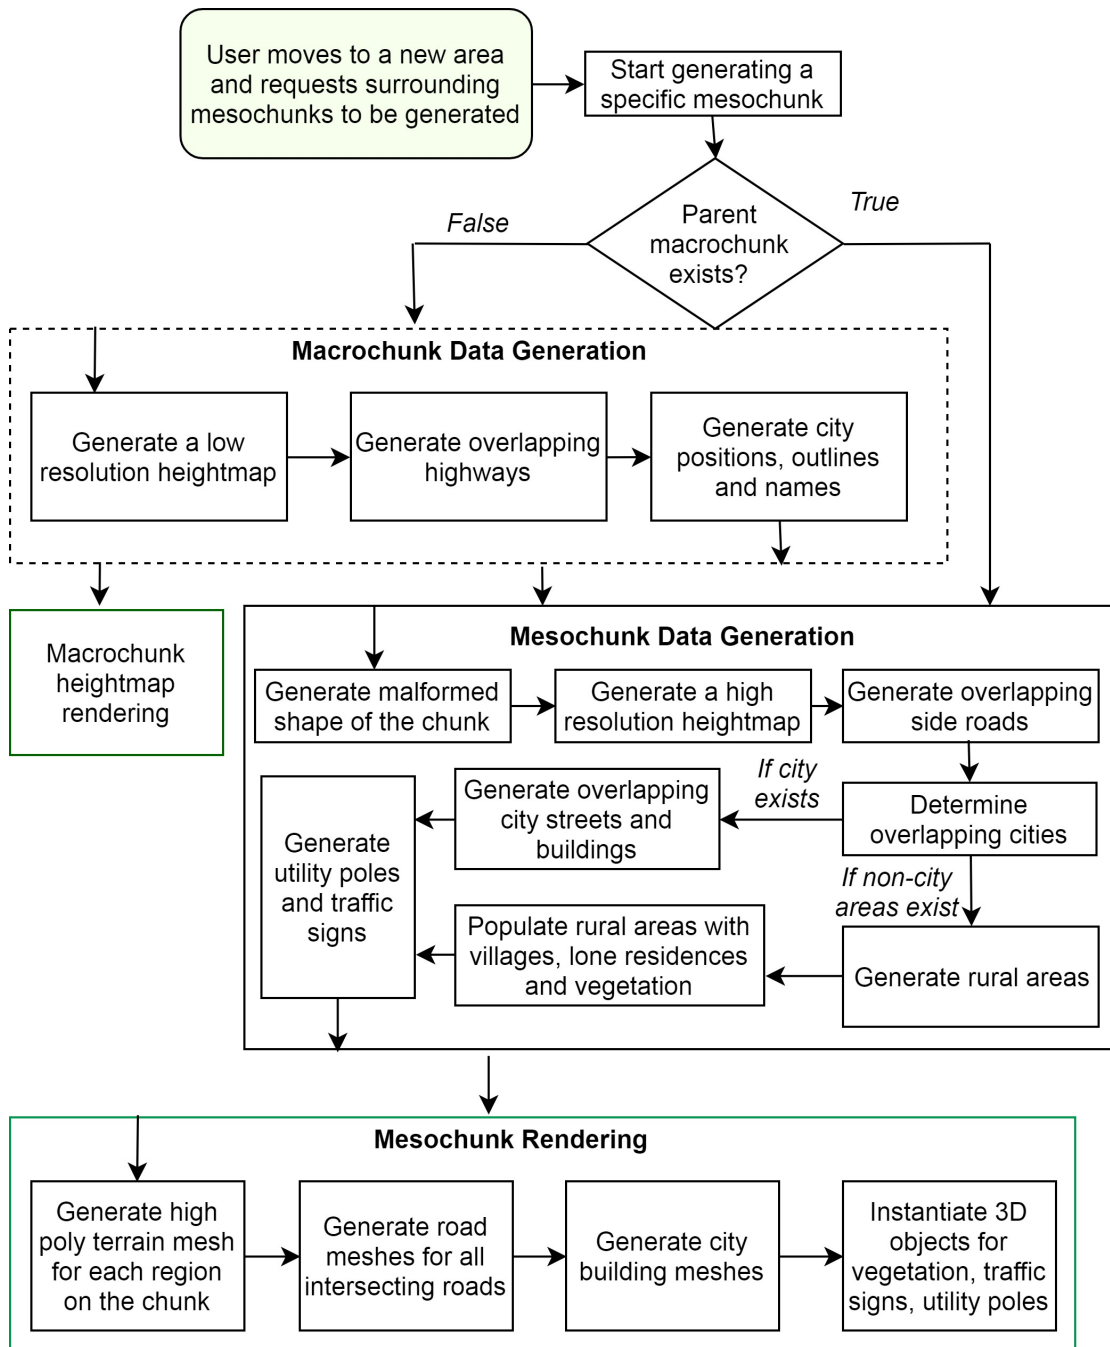 User moves to a new area
and requests surrounding
mesochunks to be generated
Start generating a
specific mesochunk
Parent
macrochunk
exists?
True
False
Macrochunk Data Generation
Generate a low
resolution heightmap
Generate overlapping
highways
Generate city
positions, outlines
and names
Macrochunk
heightmap
rendering
Mesochunk Data Generation
Generate malformed
shape of the chunk
Generate a high
resolution heightmap
Generate overlapping
side roads
Determine
overlapping cities
If city
exists
Generate overlapping
city streets and
buildings
Generate
utility poles
and traffic
signs
If non-city
areas exist
Generate rural areas
Populate rural areas with
villages, lone residences
and vegetation
Mesochunk Rendering
Generate high
poly terrain mesh
for each region
on the chunk
Generate road
meshes for all
intersecting roads
Generate city
building meshes
Instantiate 3D
objects for
vegetation, traffic
signs, utility poles